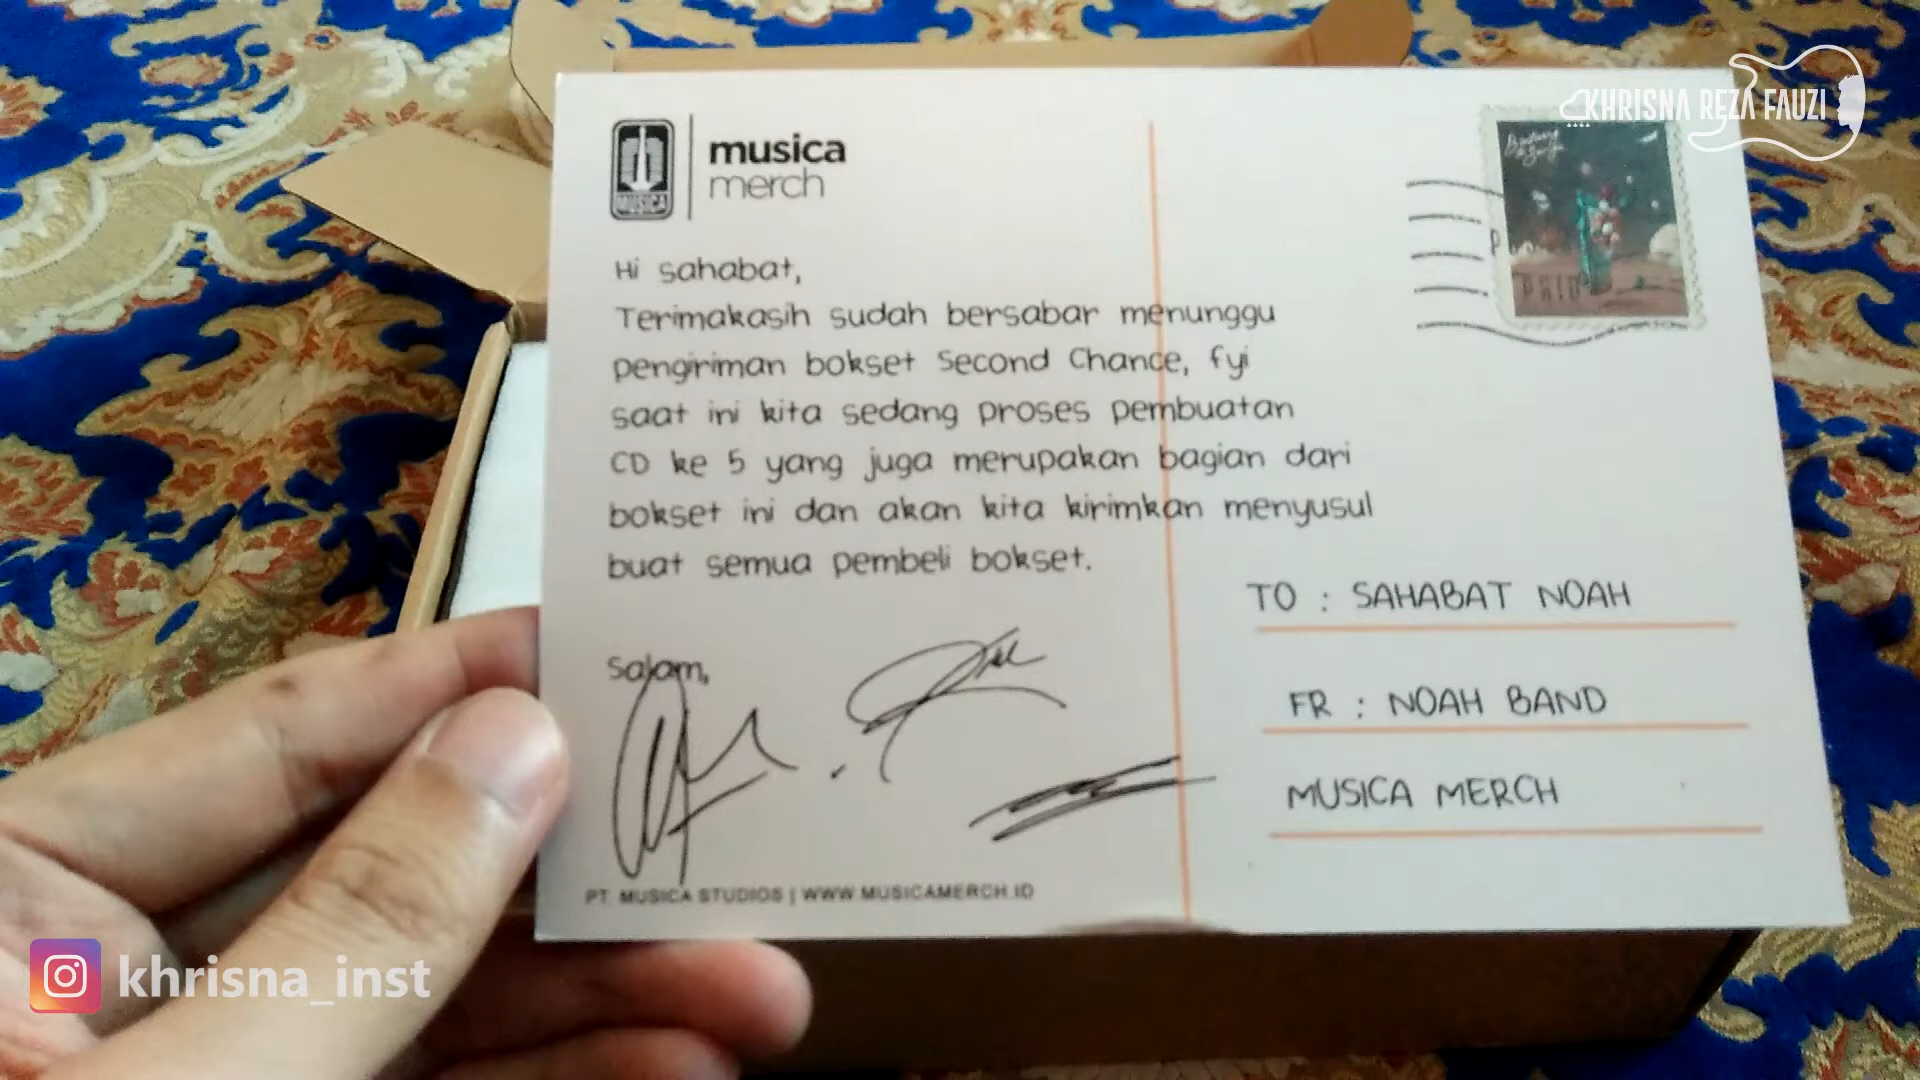 KHRISNA REZA FAUZI
MUSICA
musica
merch
Hi sahabat,
Terimakasih sudah bersabar menunggu
pengiriman bokset Second Chance, fyi
saat ini kita sedang proses pembuatan
CD ke 5 yang juga merupakan bagian dari
bokset ini dan akan kita kirimkan menyusul
buat semua pembeli bokset.
Salam,
PT. MUSICA STUDIOS | WWW.MUSICAMERCH.ID
PAID
TO : SAHABAT NOAH
FR : NOAH BAND
MUSICA MERCH
khrisna_inst